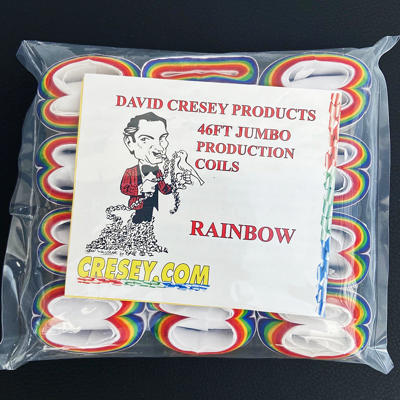 DAVID CRESEY PRODUCTS
46FT JUMBO
PRODUCTION
COILS
RAINBOW
CRESEY.COM